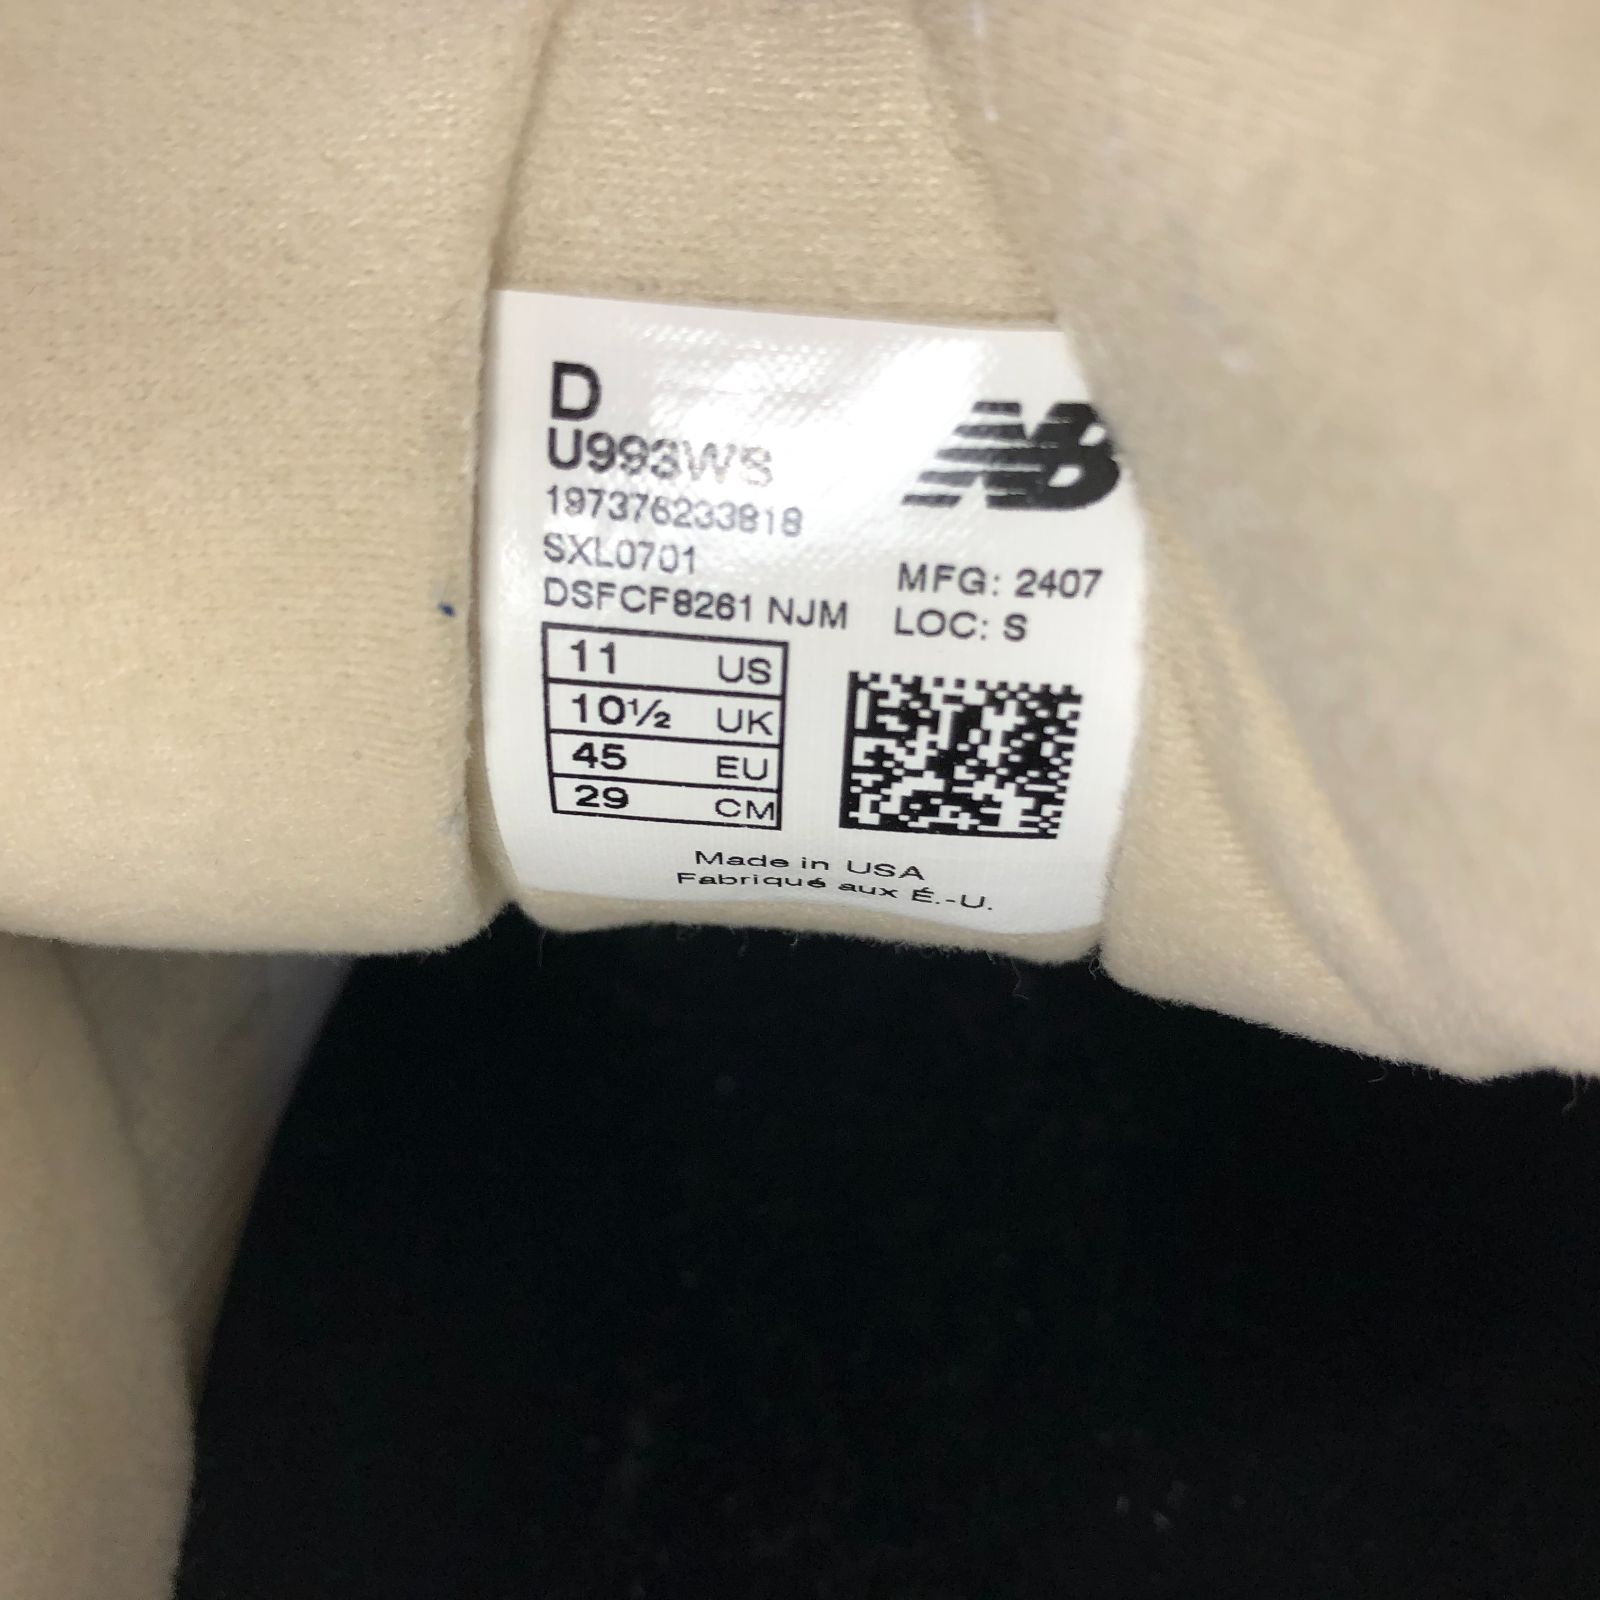 D
U993WS
NB
197376233818
SXL0701
MFG: 2407
DSFCF8261 NJM
LOC: S
11 US
10½ UK
45 EU
29 CM
Made in USA
Fabriqué aux É.-U.